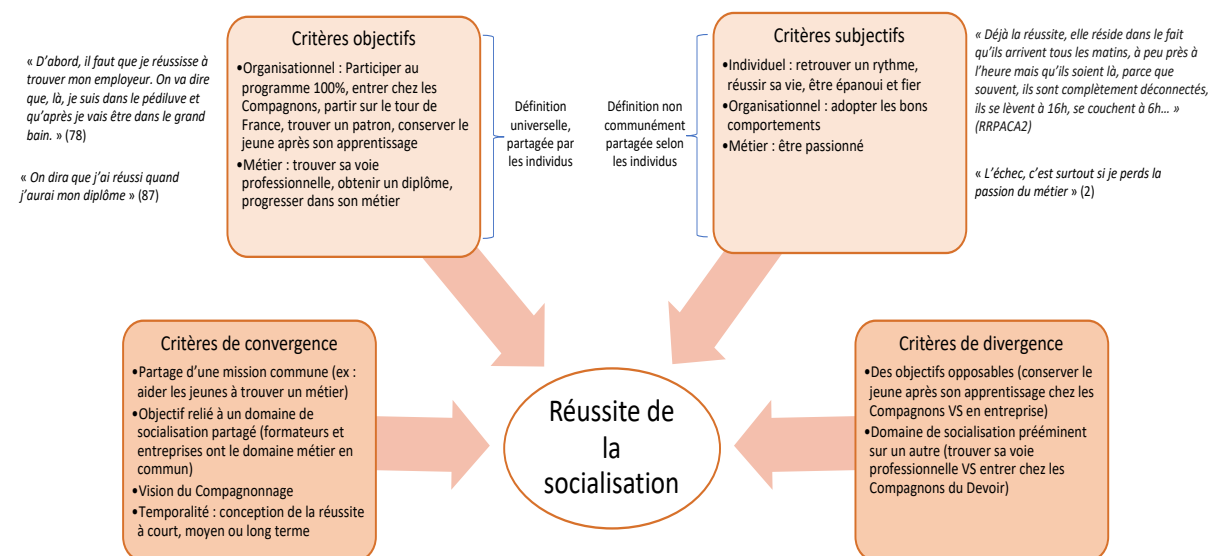 « D'abord, il faut que je réussisse à
trouver mon employeur. On va dire
que, là, je suis dans le pédiluve et
qu'après je vais être dans le grand
bain. » (78)
« On dira que j'ai réussi quand
j'aurai mon diplôme » (87)
Critères objectifs
•Organisationnel : Participer au
programme 100%, entrer chez les
Compagnons, partir sur le tour de
France, trouver un patron, conserver le
jeune après son apprentissage
•Métier : trouver sa voie
professionnelle, obtenir un diplôme,
progresser dans son métier
Définition
universelle,
partagée par
les individus
Définition non
communément
partagée selon
les individus
Critères subjectifs
•Individuel : retrouver un rythme,
réussir sa vie, être épanoui et fier
•Organisationnel : adopter les bons
comportements
•Métier : être passionné
« Déjà la réussite, elle réside dans le fait
qu'ils arrivent tous les matins, à peu près à
l'heure mais qu'ils soient là, parce que
souvent, ils sont complètement déconnectés,
ils se lèvent à 16h, se couchent à 6h… »
(RRPACA2)
« L'échec, c'est surtout si je perds la
passion du métier » (2)
Critères de convergence
•Partage d'une mission commune (ex :
aider les jeunes à trouver un métier)
•Objectif relié à un domaine de
socialisation partagé (formateurs et
entreprises ont le domaine métier en
commun)
•Vision du Compagnonnage
•Temporalité : conception de la réussite
à court, moyen ou long terme
Réussite de
la
socialisation
Critères de divergence
•Des objectifs opposables (conserver le
jeune après son apprentissage chez les
Compagnons VS en entreprise)
•Domaine de socialisation prééminent
sur un autre (trouver sa voie
professionnelle VS entrer chez les
Compagnons du Devoir)